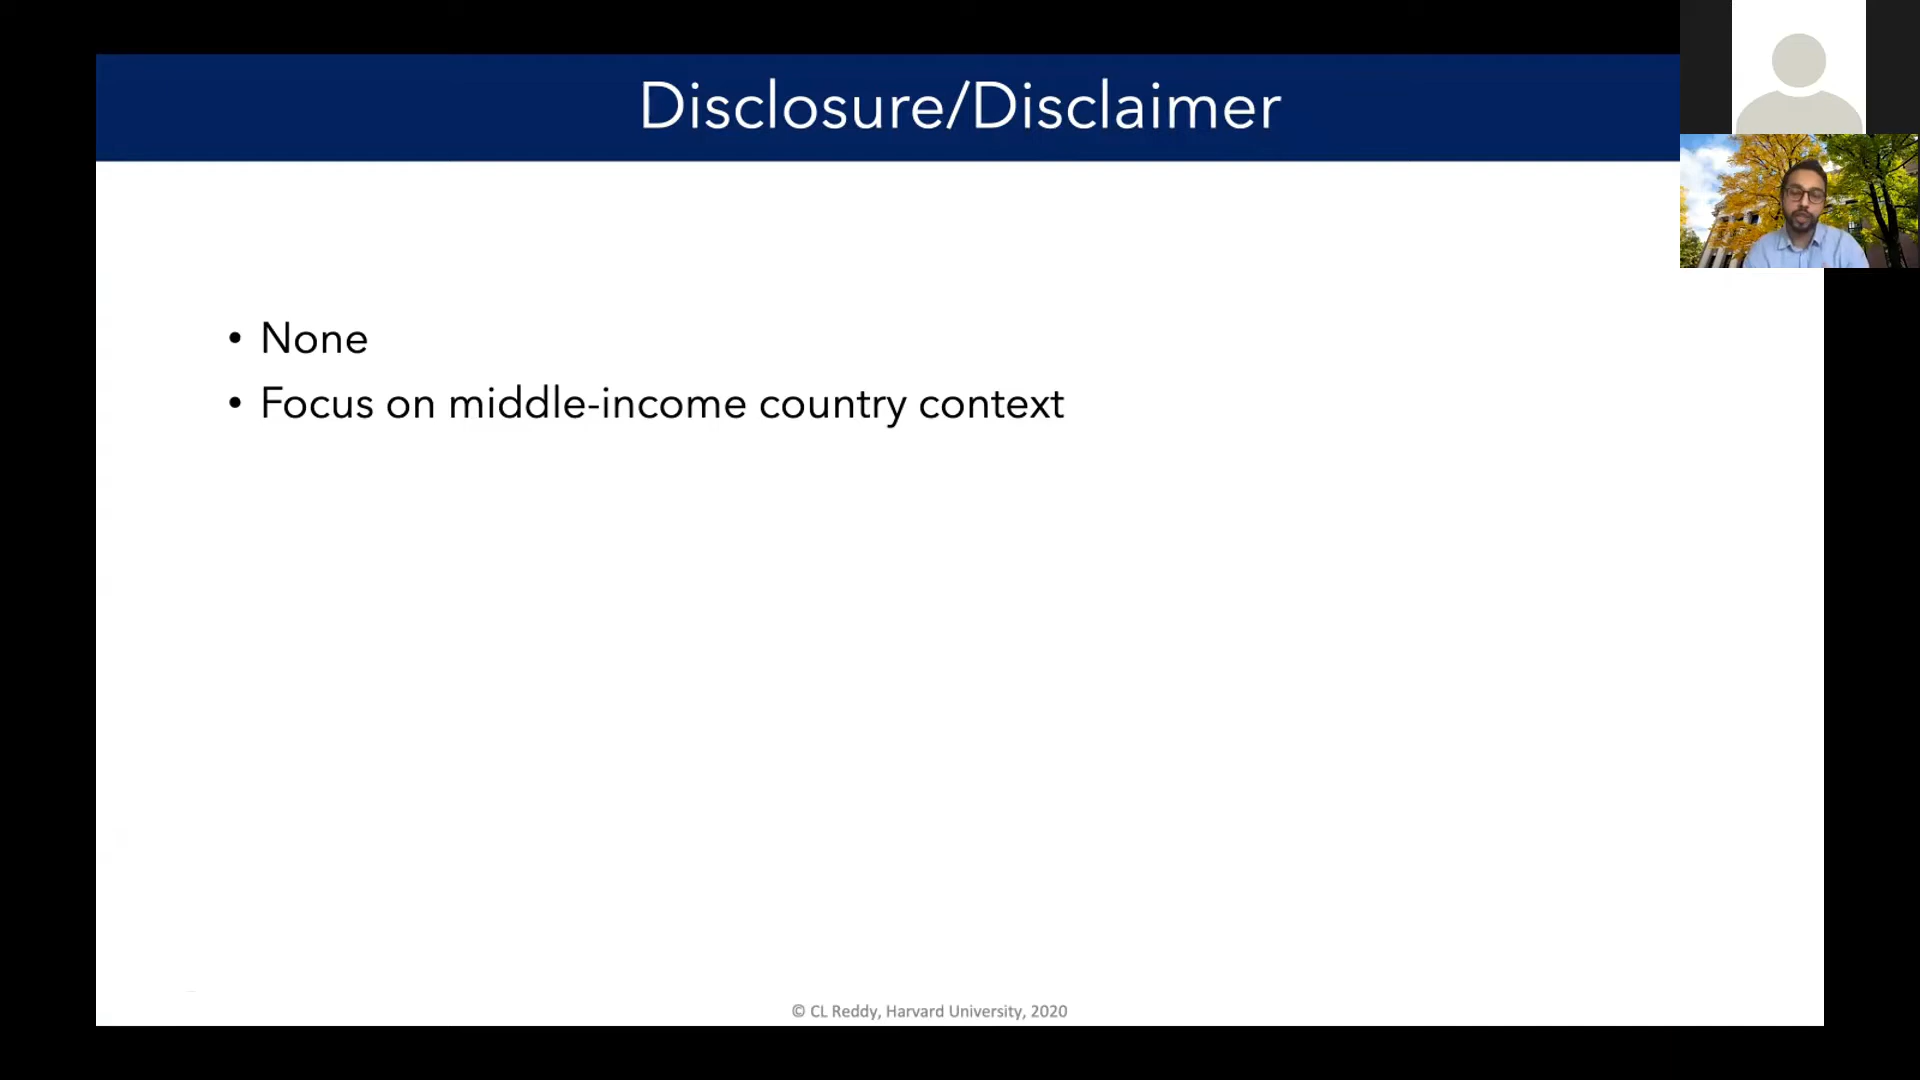 Disclosure/Disclaimer
• None
• Focus on middle-income country context
© CL Reddy, Harvard University, 2020